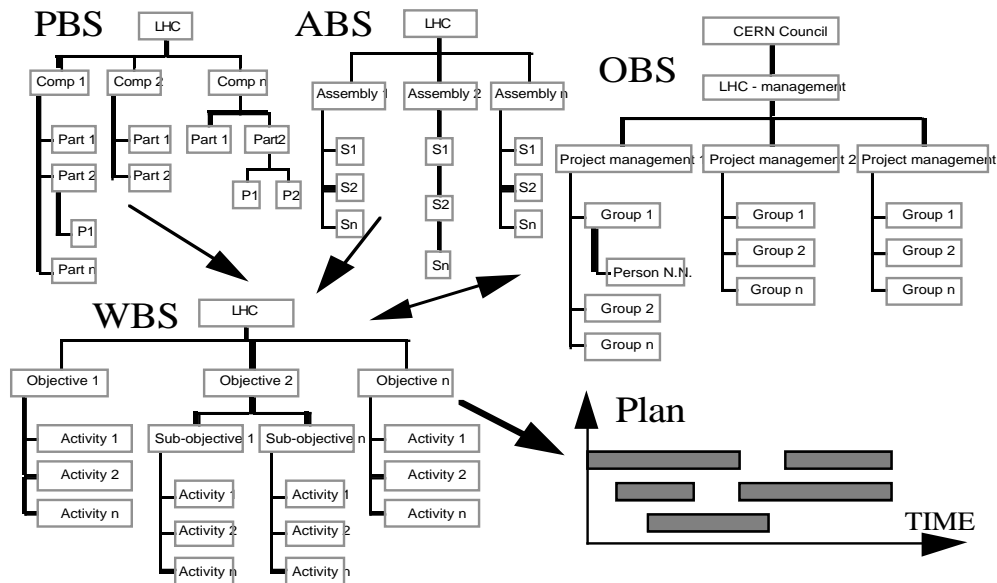 PBS
LHC
Comp 1
Comp 2
Comp n
Part 1
Part 2
P1
Part n
Part 1
Part 2
Part 1
Part2
P1
P2
ABS
LHC
Assembly 1
Assembly 2
Assembly n
S1
S2
Sn
S1
S2
Sn
S1
S2
Sn
OBS
CERN Council
LHC - management
Project management 1
Project management 2
Project management
Group 1
Person N.N.
Group 2
Group n
Group 1
Group 2
Group n
Group 1
Group 2
Group n
WBS
LHC
Objective 1
Objective 2
Objective n
Activity 1
Activity 2
Activity n
Sub-objective 1
Sub-objective n
Activity 1
Activity 2
Activity n
Activity 1
Activity 2
Activity n
Activity 1
Activity 2
Activity n
Plan
TIME